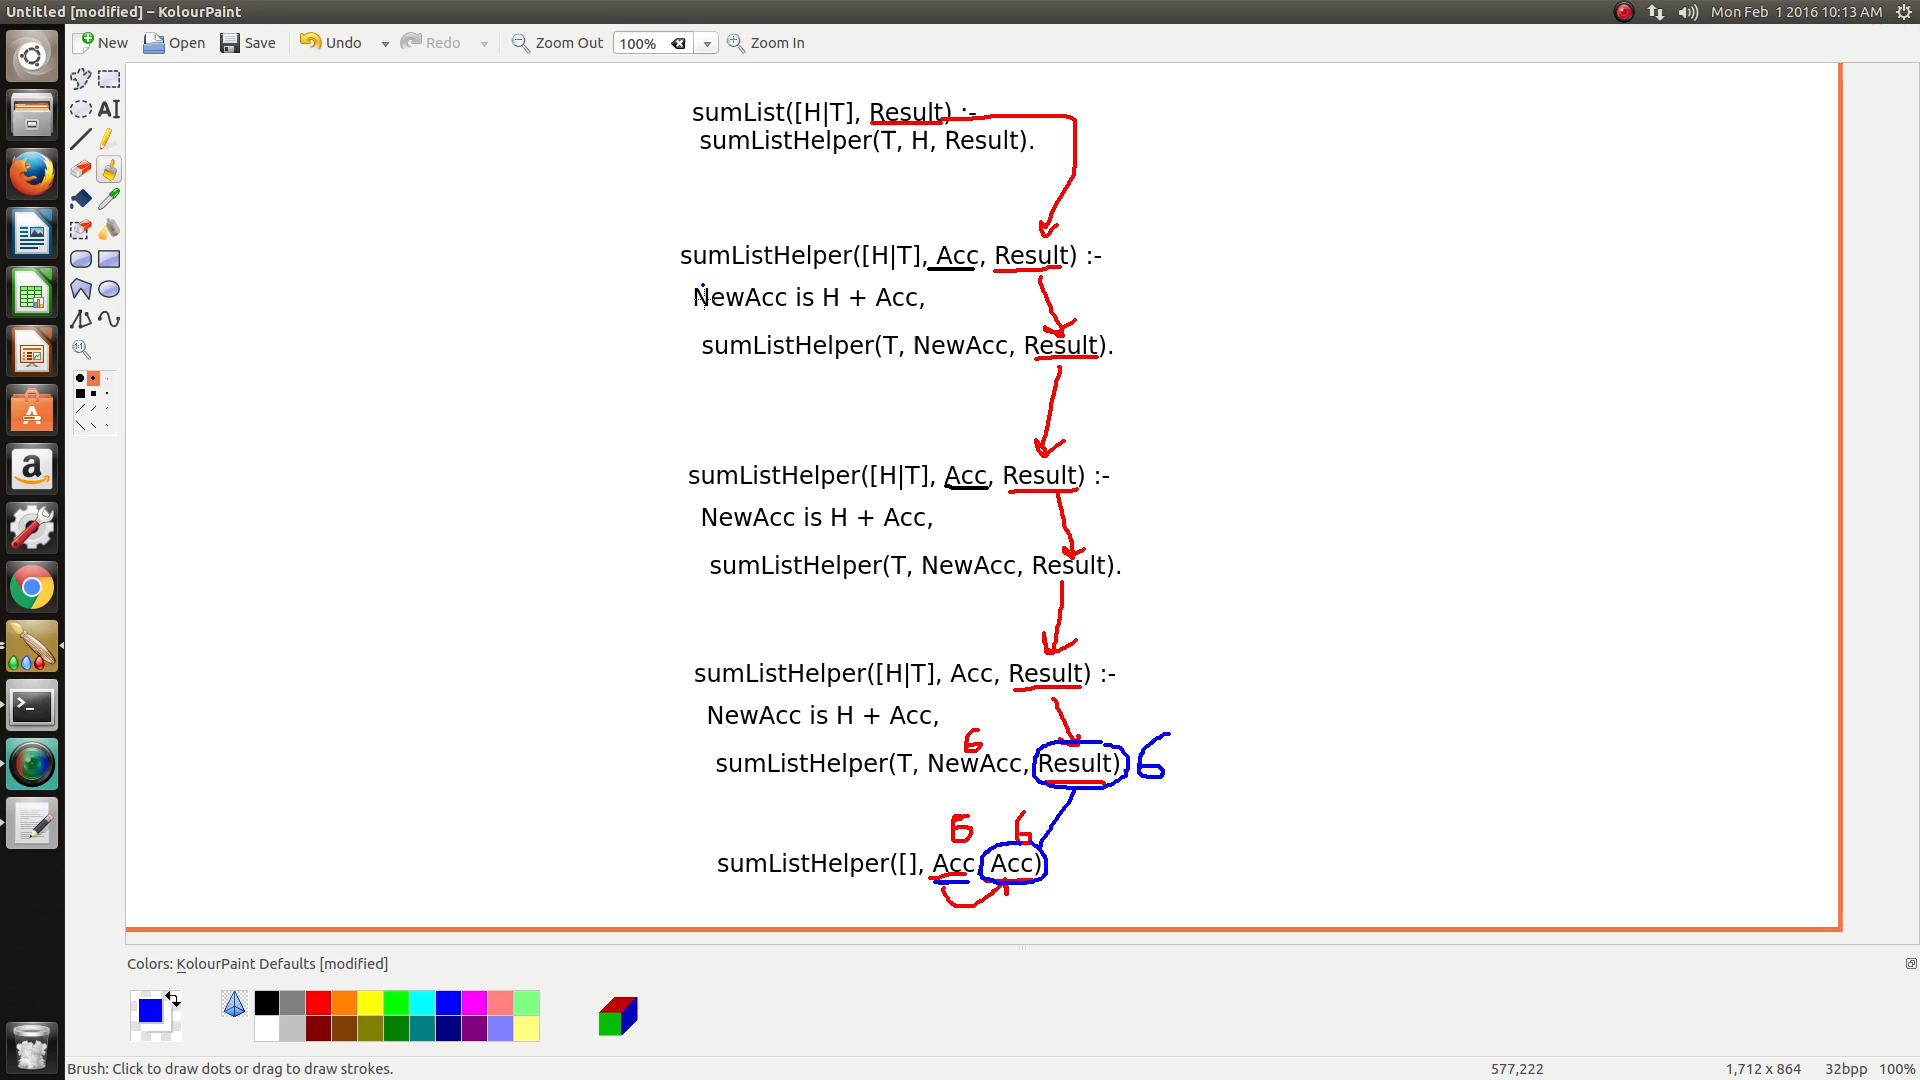 Untitled [modified] – KolourPaint
Mon Feb 1 2016 10:13 AM
New Open Save Undo Redo Zoom Out 100% Zoom In
sumList([H|T], Result) :-
sumListHelper(T, H, Result).
sumListHelper([H|T], Acc, Result) :-
NewAcc is H + Acc,
sumListHelper(T, NewAcc, Result).
sumListHelper([H|T], Acc, Result) :-
NewAcc is H + Acc,
sumListHelper(T, NewAcc, Result).
sumListHelper([H|T], Acc, Result) :-
NewAcc is H + Acc,
6
sumListHelper(T, NewAcc, Result) 6
6 6
sumListHelper([], Acc, Acc)
Colors: KolourPaint Defaults [modified]
Brush: Click to draw dots or drag to draw strokes.
577,222
1,712 x 864
32bpp
100%